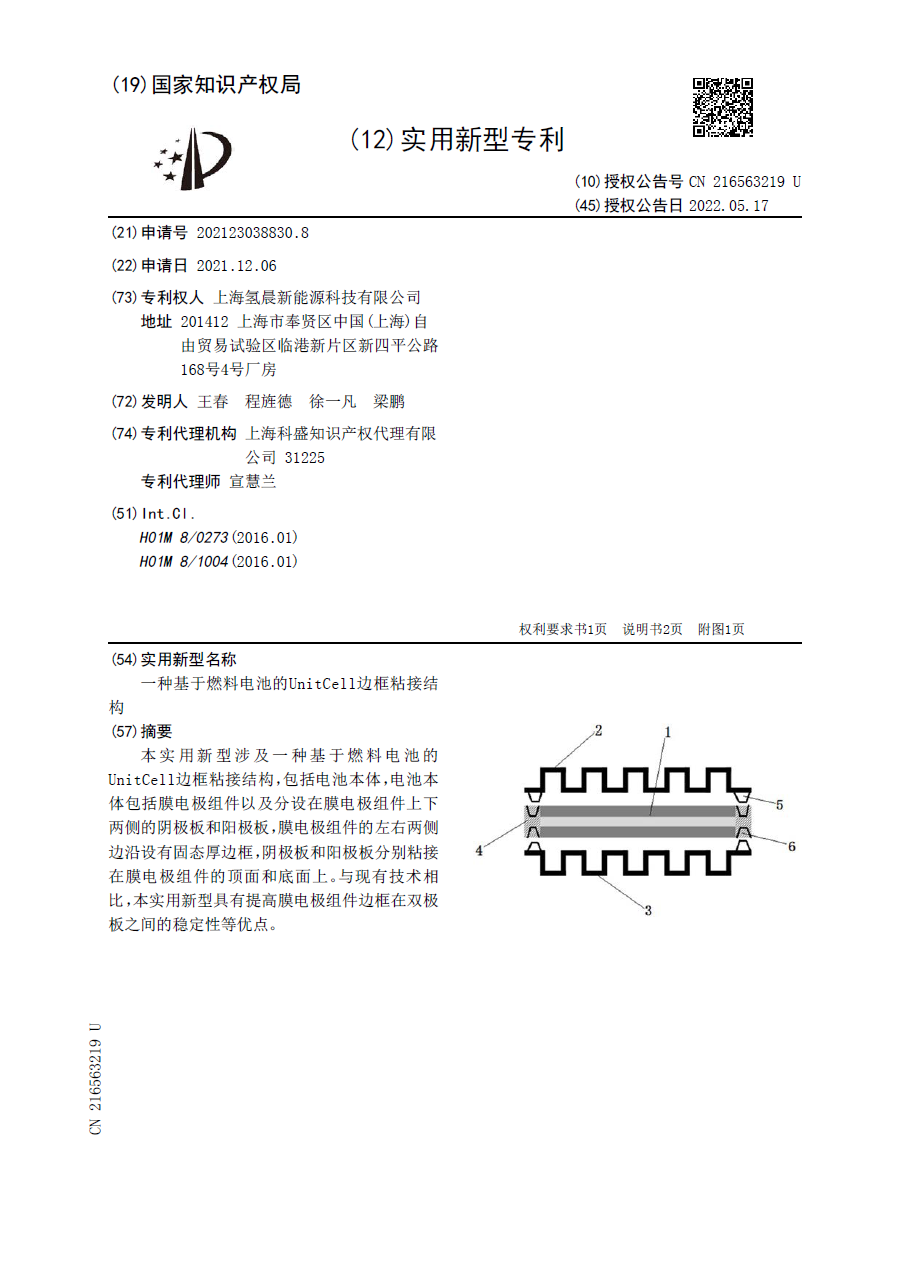 (19)国家知识产权局
(12)实用新型专利
(10)授权公告号 CN 216563219 U
(45)授权公告日 2022.05.17
(21)申请号 202123038830.8
(22)申请日 2021.12.06
(73)专利权人 上海氢晨新能源科技有限公司
地址 201412 上海市奉贤区中国(上海)自
由贸易试验区临港新片区新四平公路
168号4号厂房
(72)发明人 王春 程旌德 徐一凡 梁鹏
(74)专利代理机构 上海科盛知识产权代理有限
公司 31225
专利代理师 宣慧兰
(51)Int.Cl.
H01M 8/0273(2016.01)
H01M 8/1004(2016.01)
权利要求书1页 说明书2页 附图1页
(54)实用新型名称
一种基于燃料电池的UnitCell边框粘接结
构
(57)摘要
本实用新型涉及一种基于燃料电池的
UnitCell边框粘接结构,包括电池本体,电池本
体包括膜电极组件以及分设在膜电极组件上下
两侧的阴极板和阳极板,膜电极组件的左右两侧
边沿设有固态厚边框,阴极板和阳极板分别粘接
在膜电极组件的顶面和底面上。与现有技术相
比,本实用新型具有提高膜电极组件边框在双极
板之间的稳定性等优点。
2
1
5
4
6
3
CN 216563219 U